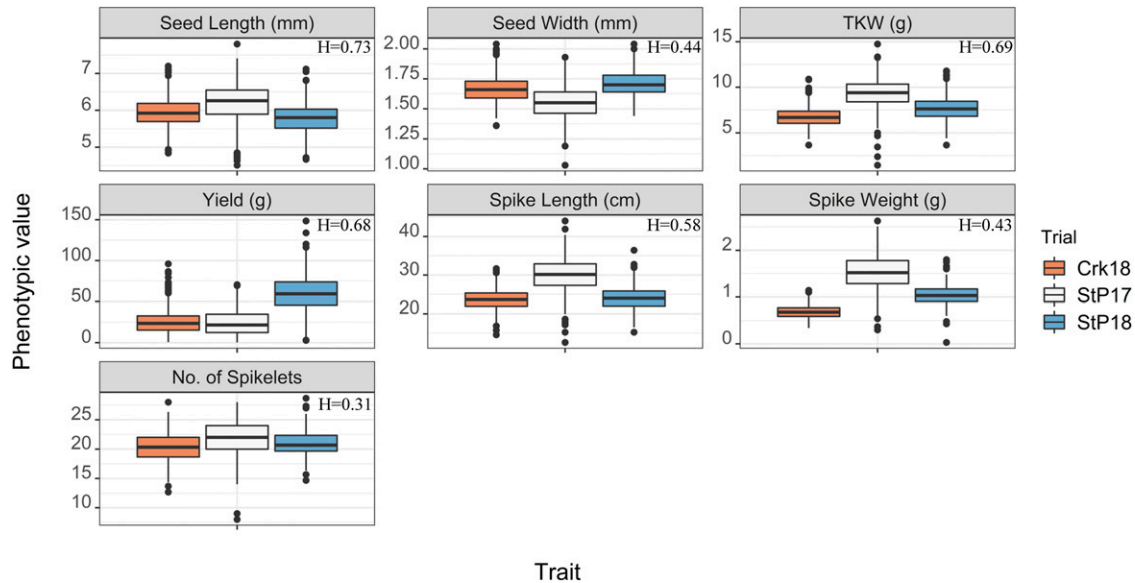 Seed Length (mm)
H=0.73
7
6
5
Seed Width (mm)
H=0.44
2.00
1.75
1.50
1.25
1.00
TKW (g)
H=0.69
15
10
5
Yield (g)
H=0.68
150
100
50
0
Spike Length (cm)
H=0.58
40
30
20
Spike Weight (g)
H=0.43
2
1
0
No. of Spikelets
H=0.31
25
20
15
10
Phenotypic value
Trait
Trial
Crk18
StP17
StP18